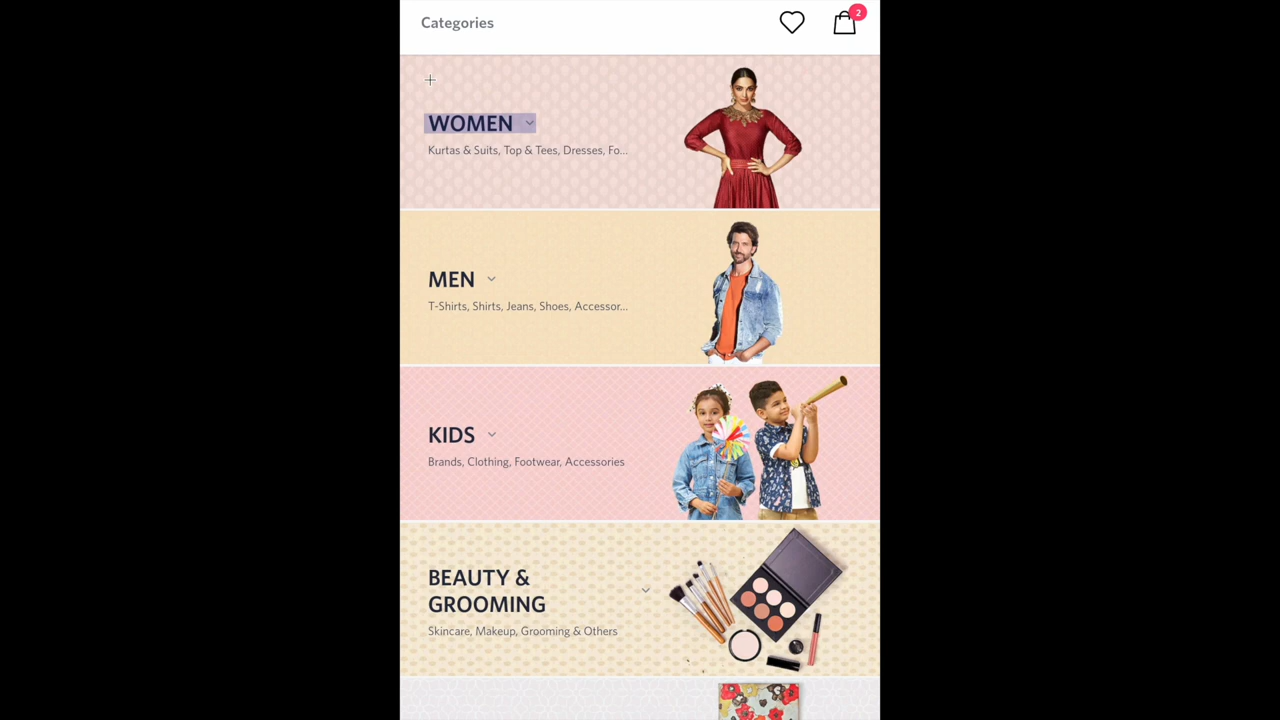 Categories
2
WOMEN
Kurtas & Suits, Top & Tees, Dresses, Fo...
MEN
T-Shirts, Shirts, Jeans, Shoes, Accessor...
KIDS
Brands, Clothing, Footwear, Accessories
BEAUTY &
GROOMING
Skincare, Makeup, Grooming & Others